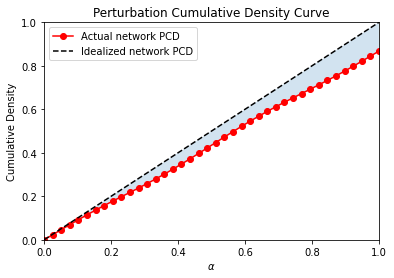 Perturbation Cumulative Density Curve
Actual network PCD
Idealized network PCD
Cumulative Density
1.0
0.8
0.6
0.4
0.2
0.0
0.0 0.2 0.4 0.6 0.8 1.0
α